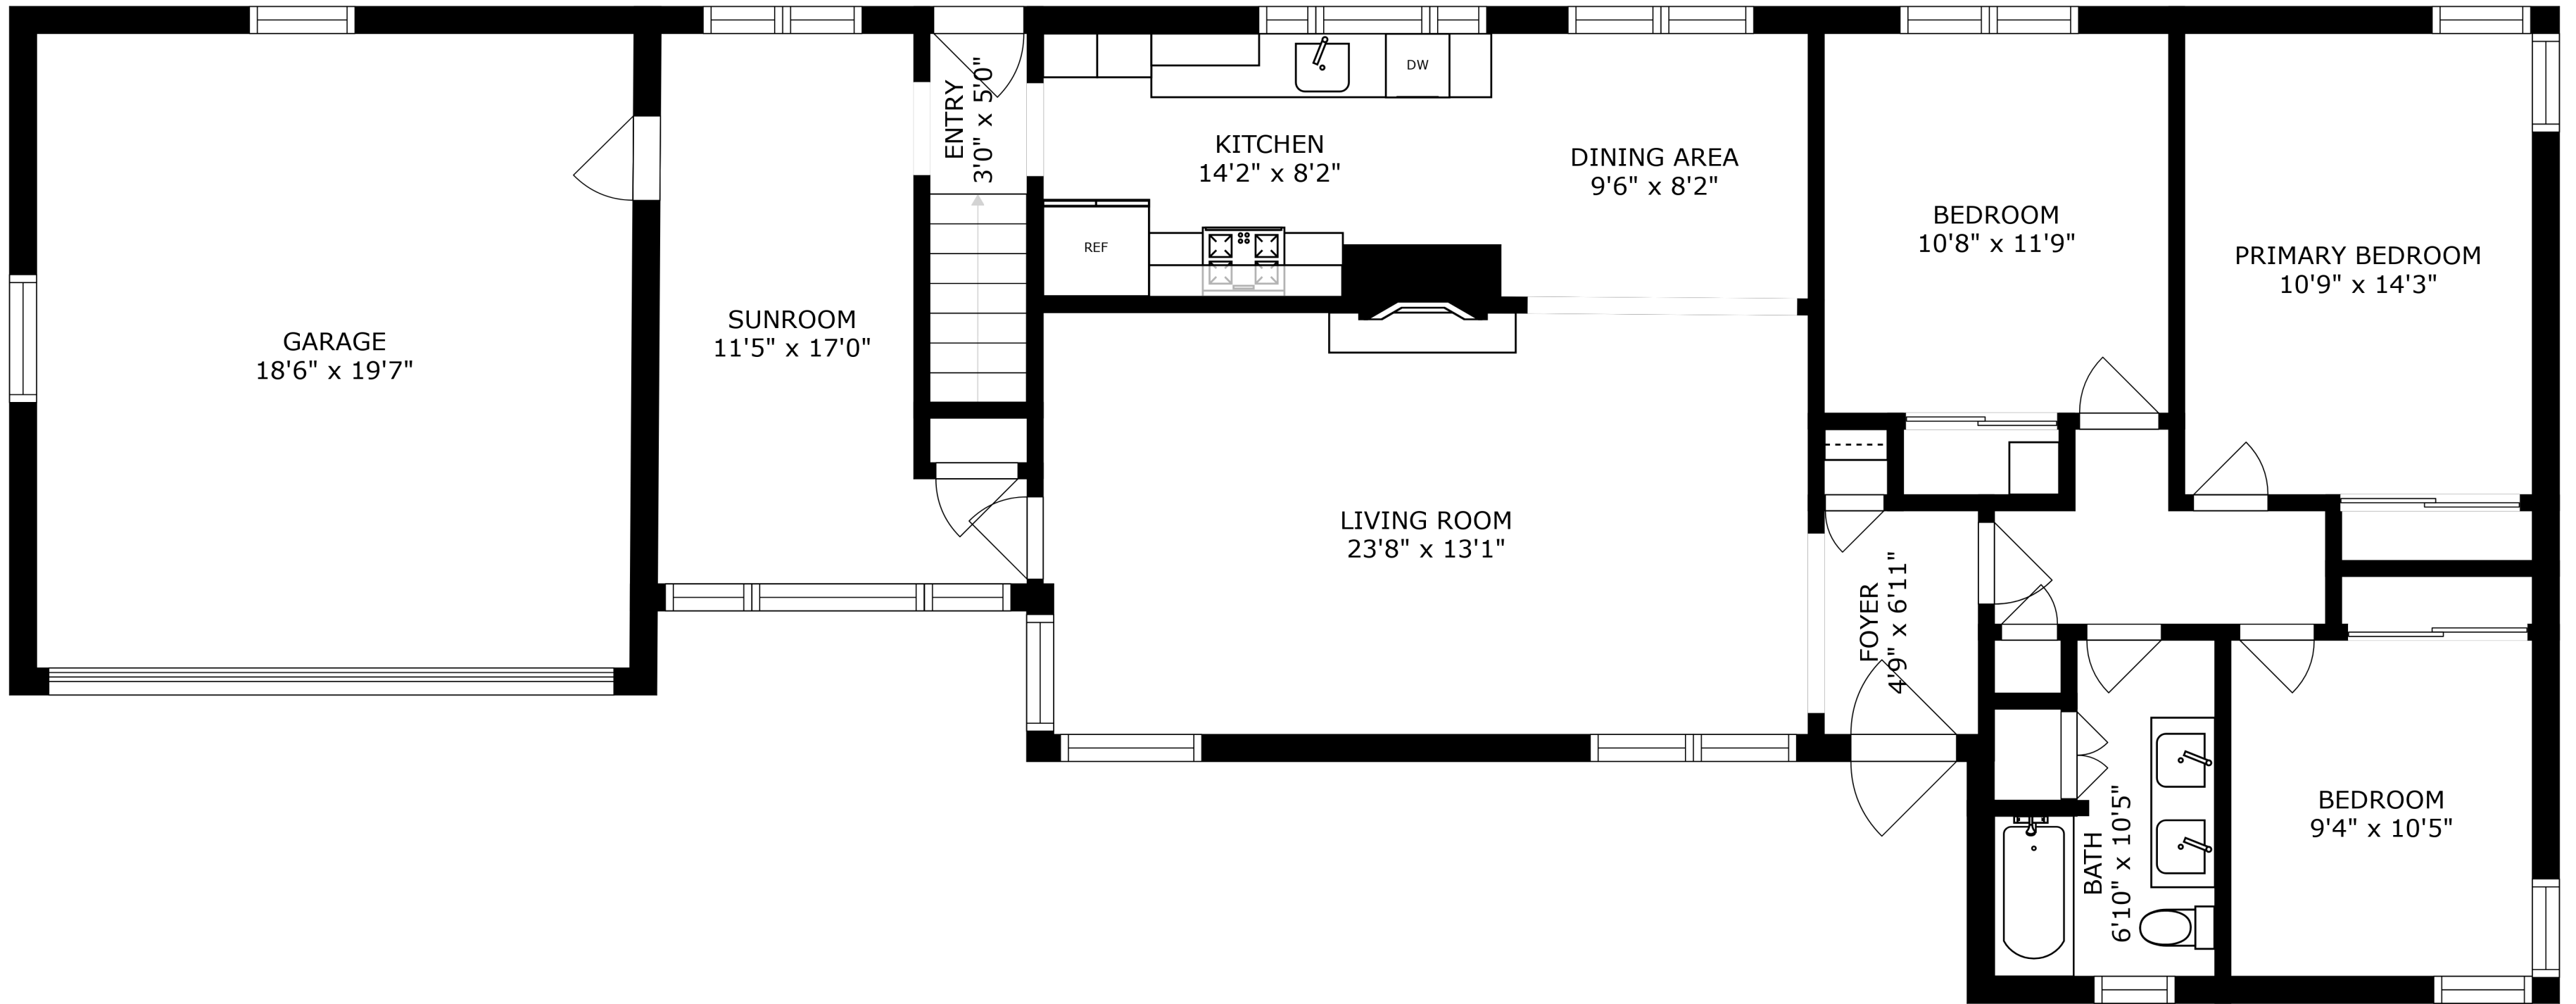 GARAGE
18'6" x 19'7"
SUNROOM
11'5" x 17'0"
ENTRY
3'0" x 5'0"
KITCHEN
14'2" x 8'2"
DW
REF
DINING AREA
9'6" x 8'2"
LIVING ROOM
23'8" x 13'1"
FOYER
4'9" x 6'11"
BEDROOM
10'8" x 11'9"
PRIMARY BEDROOM
10'9" x 14'3"
BATH
6'10" x 10'5"
BEDROOM
9'4" x 10'5"